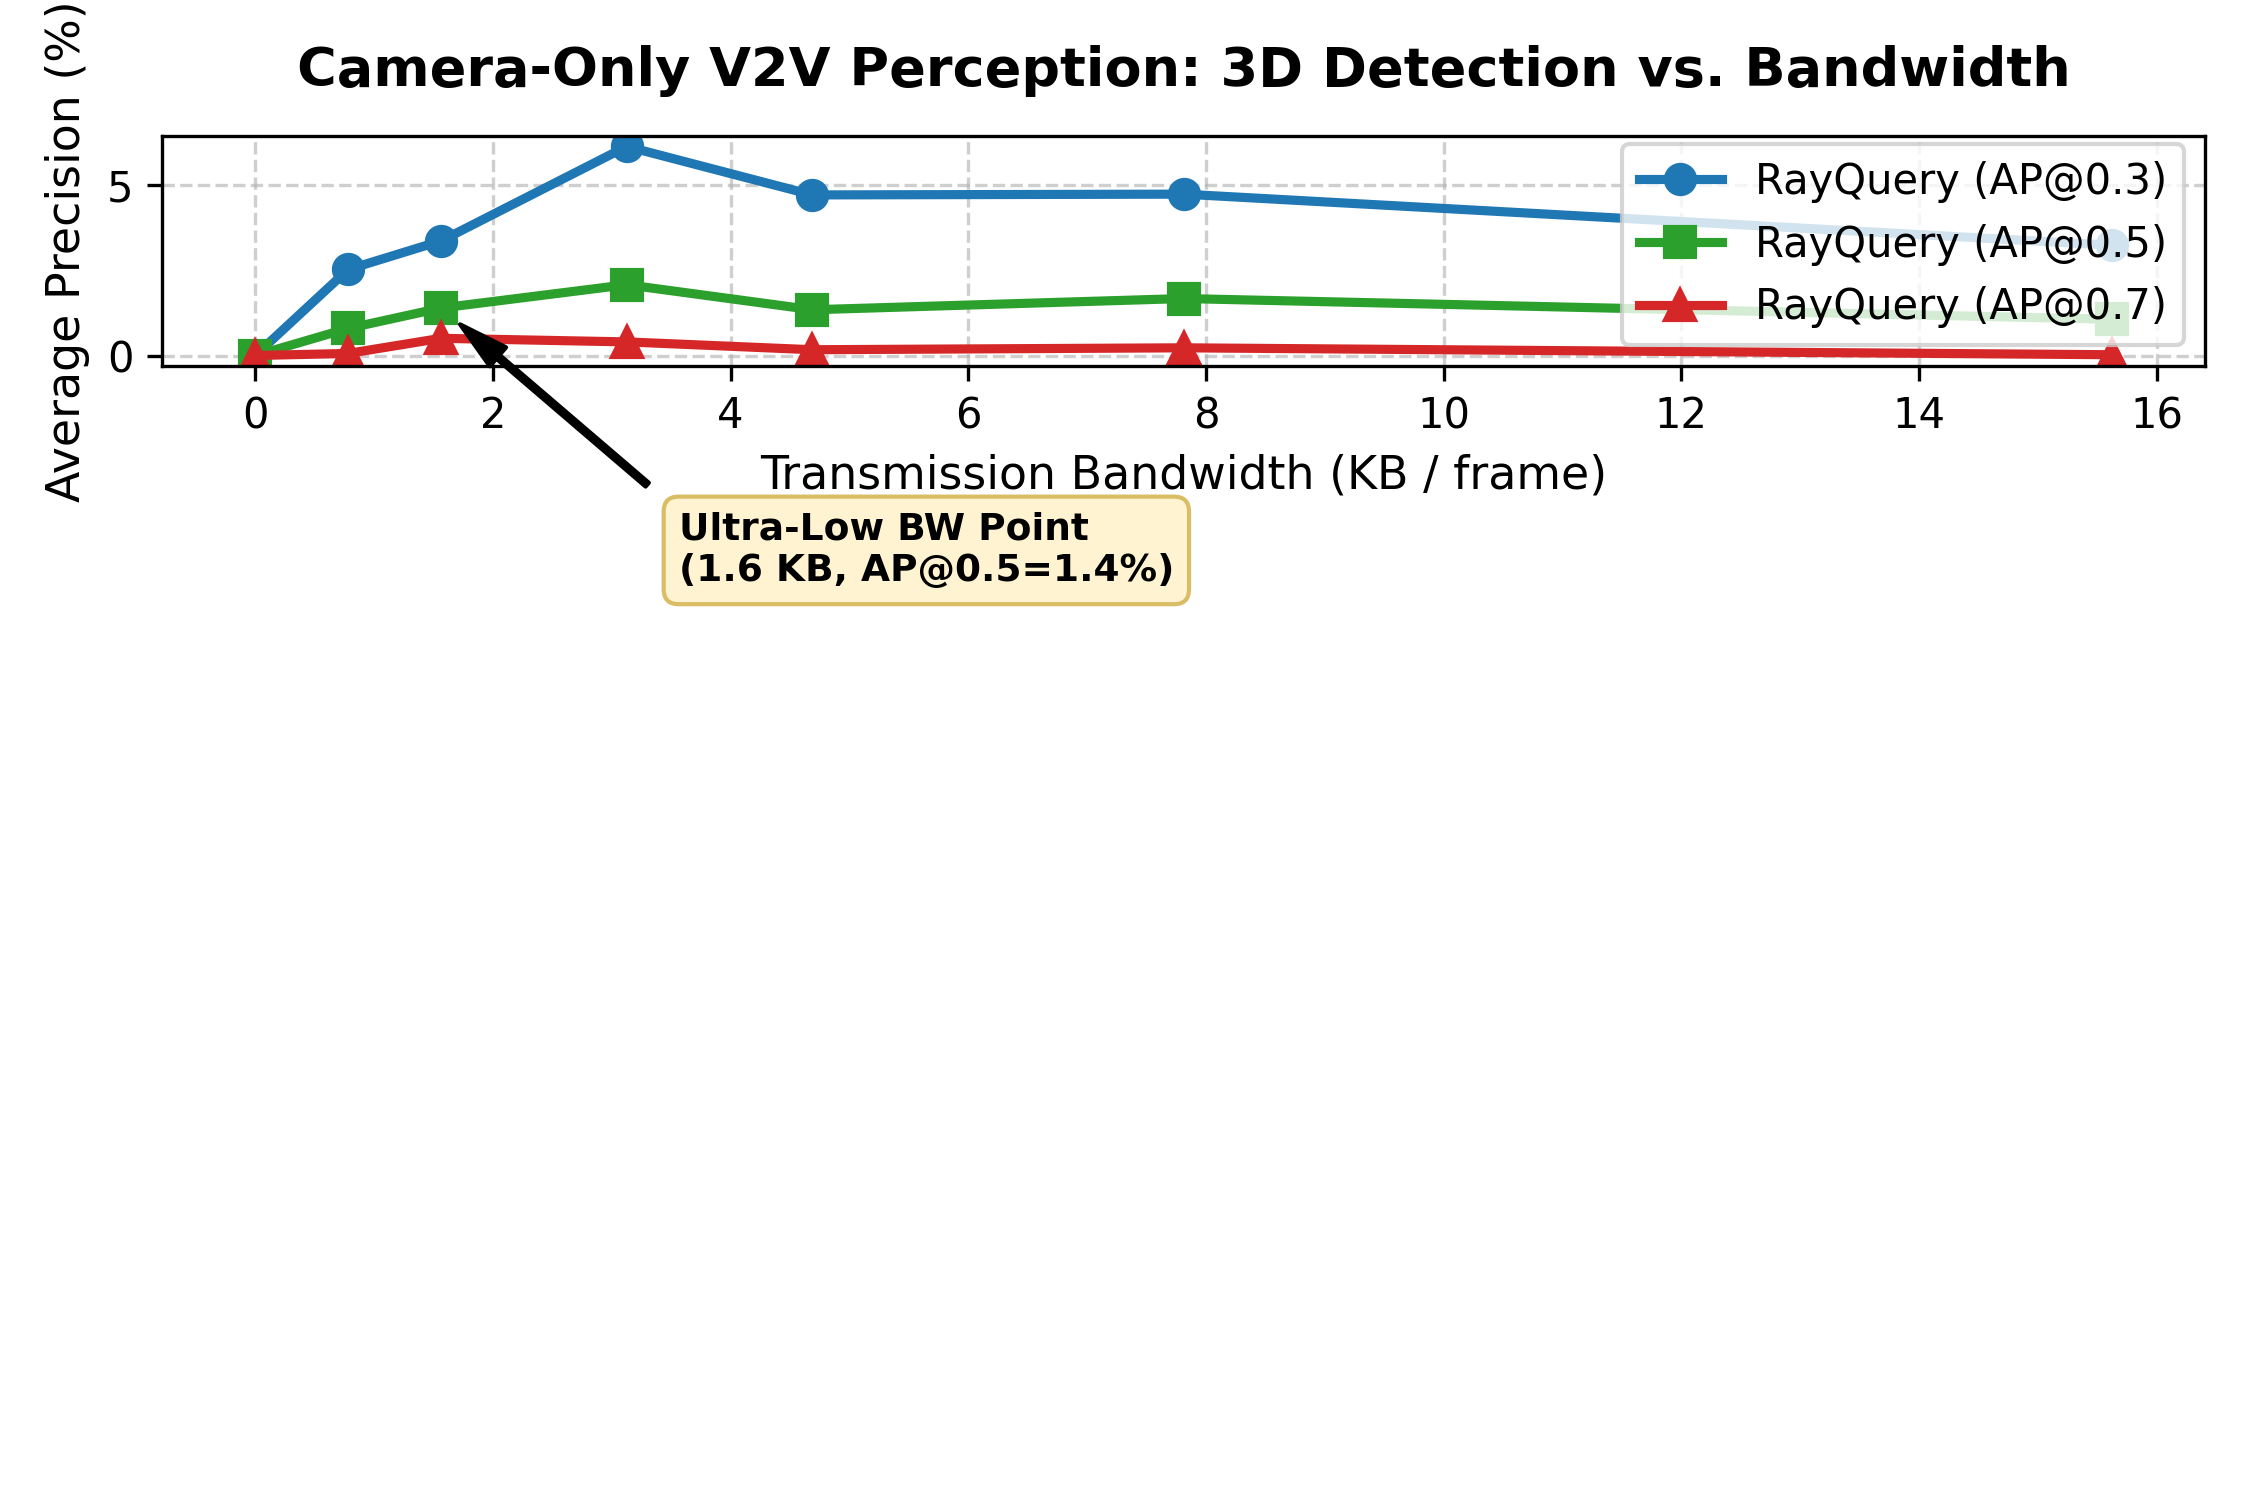 Camera-Only V2V Perception: 3D Detection vs. Bandwidth
Average Precision (%)
5
0
RayQuery (AP@0.3)
RayQuery (AP@0.5)
RayQuery (AP@0.7)
0 2 4 6 8 10 12 14 16
Transmission Bandwidth (KB / frame)
Ultra-Low BW Point
(1.6 KB, AP@0.5=1.4%)